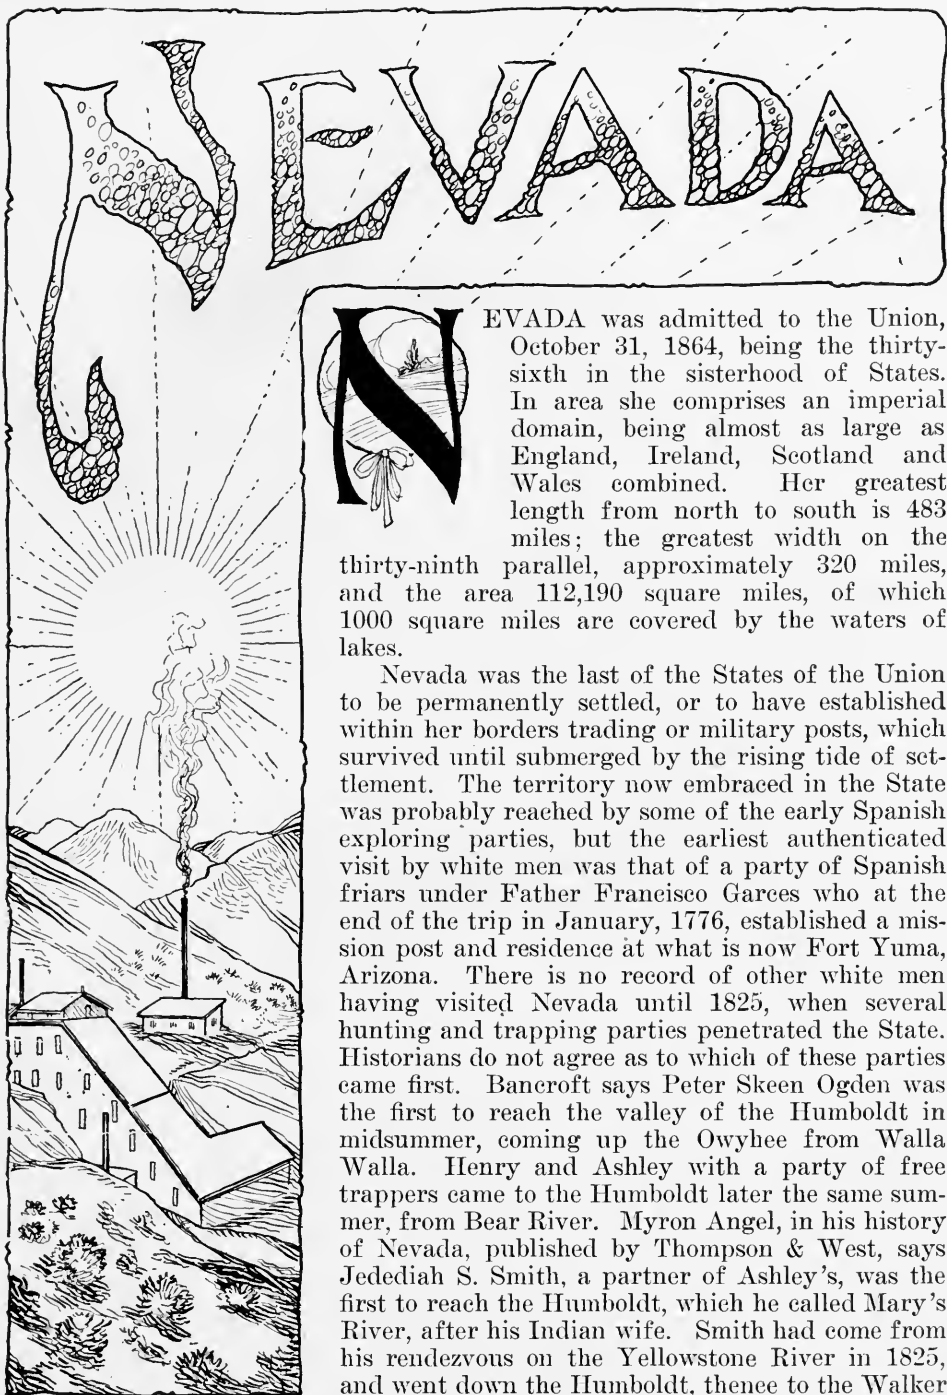 NEVADA
NEVADA was admitted to the Union,
October 31, 1864, being the thirty-
sixth in the sisterhood of States.
In area she comprises an imperial
domain, being almost as large as
England, Ireland, Scotland and
Wales combined. Her greatest
length from north to south is 483
miles; the greatest width on the
thirty-ninth parallel, approximately 320 miles,
and the area 112,190 square miles, of which
1000 square miles are covered by the waters of
lakes.
Nevada was the last of the States of the Union
to be permanently settled, or to have established
within her borders trading or military posts, which
survived until submerged by the rising tide of set-
tlement. The territory now embraced in the State
was probably reached by some of the early Spanish
exploring parties, but the earliest authenticated
visit by white men was that of a party of Spanish
friars under Father Francisco Garces who at the
end of the trip in January, 1776, established a mis-
sion post and residence at what is now Fort Yuma,
Arizona. There is no record of other white men
having visited Nevada until 1825, when several
hunting and trapping parties penetrated the State.
Historians do not agree as to which of these parties
came first. Bancroft says Peter Skeen Ogden was
the first to reach the valley of the Humboldt in
midsummer, coming up the Owyhee from Walla
Walla. Henry and Ashley with a party of free
trappers came to the Humboldt later the same sum-
mer, from Bear River. Myron Angel, in his history
of Nevada, published by Thompson & West, says
Jedediah S. Smith, a partner of Ashley's, was the
first to reach the Humboldt, which he called Mary's
River, after his Indian wife. Smith had come from
his rendezvous on the Yellowstone River in 1825,
and went down the Humboldt, thence to the Walker